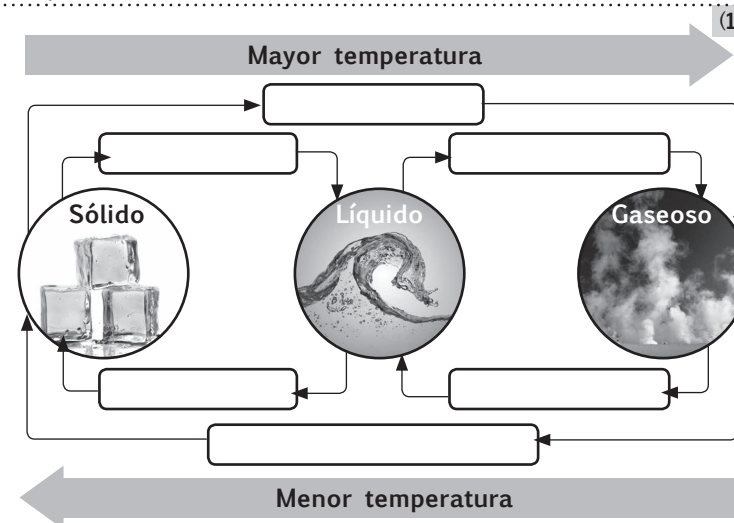 (1
Mayor temperatura
Sólido
Líquido
Gaseoso
Menor temperatura